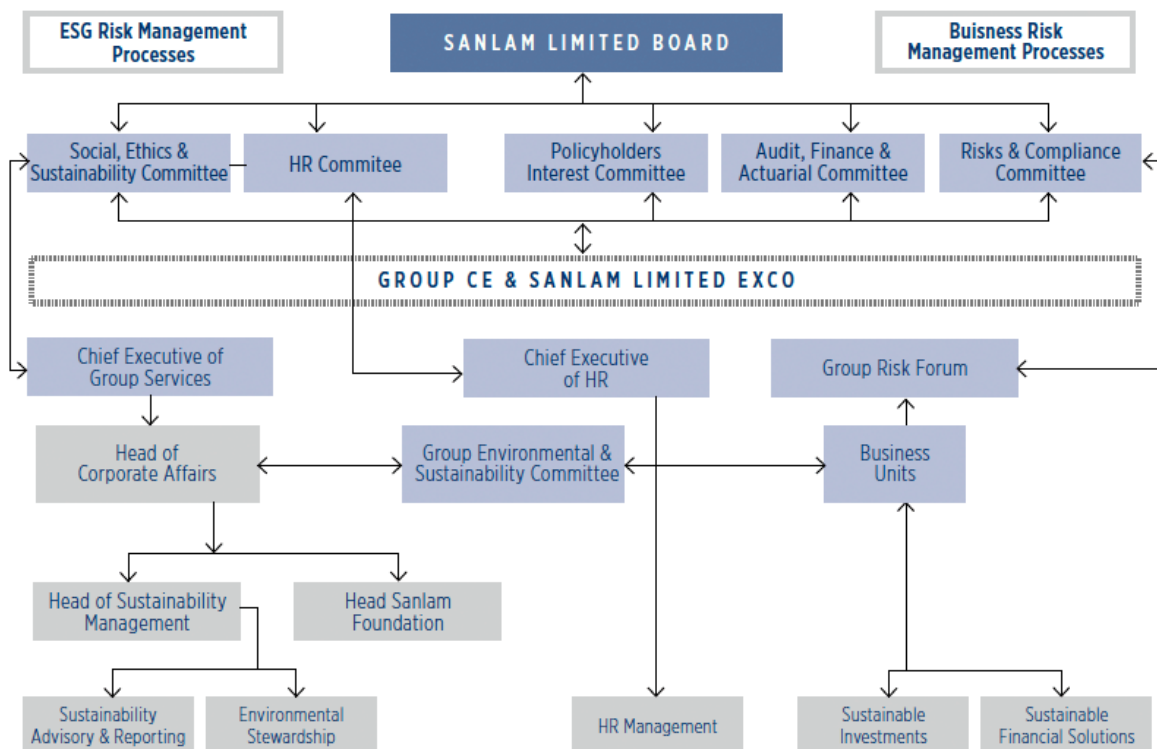 ESG Risk Management
Processes
SANLAM LIMITED BOARD
Buisness Risk
Management Processes
Social, Ethics &
Sustainability Committee
HR Commitee
Policyholders
Interest Committee
Audit, Finance &
Actuarial Committee
Risks & Compliance
Committee
GROUP CE & SANLAM LIMITED EXCO
Chief Executive of
Group Services
Chief Executive
of HR
Group Risk Forum
Head of
Corporate Affairs
Group Environmental &
Sustainability Committee
Business
Units
Head of Sustainability
Management
Head Sanlam
Foundation
Sustainability
Advisory & Reporting
Environmental
Stewardship
HR Management
Sustainable
Investments
Sustainable
Financial Solutions